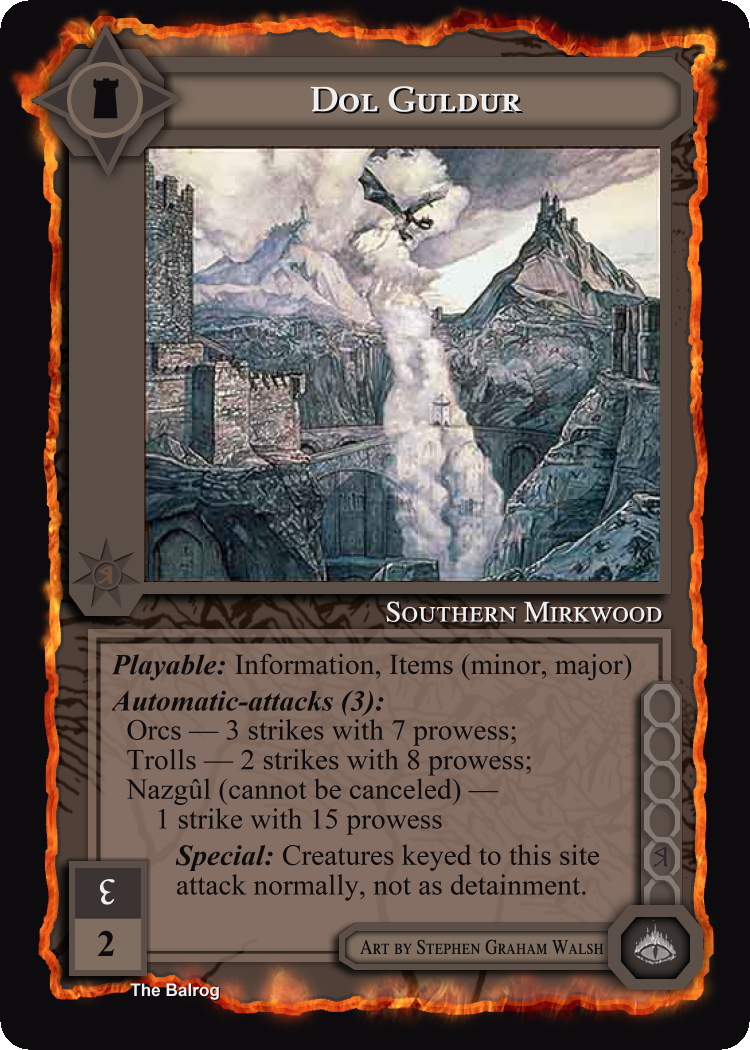 Dol Guldur
Southern Mirkwood
Playable: Information, Items (minor, major)
Automatic-attacks (3):
Orcs — 3 strikes with 7 prowess;
Trolls — 2 strikes with 8 prowess;
Nazgûl (cannot be canceled) —
1 strike with 15 prowess
Special: Creatures keyed to this site
attack normally, not as detainment.
2
Art by Stephen Graham Walsh
The Balrog